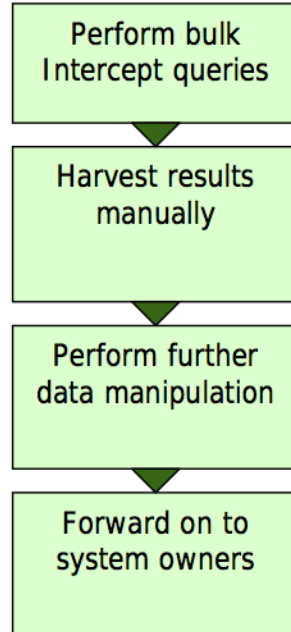 Perform bulk
Intercept queries
Harvest results
manually
Perform further
data manipulation
Forward on to
system owners